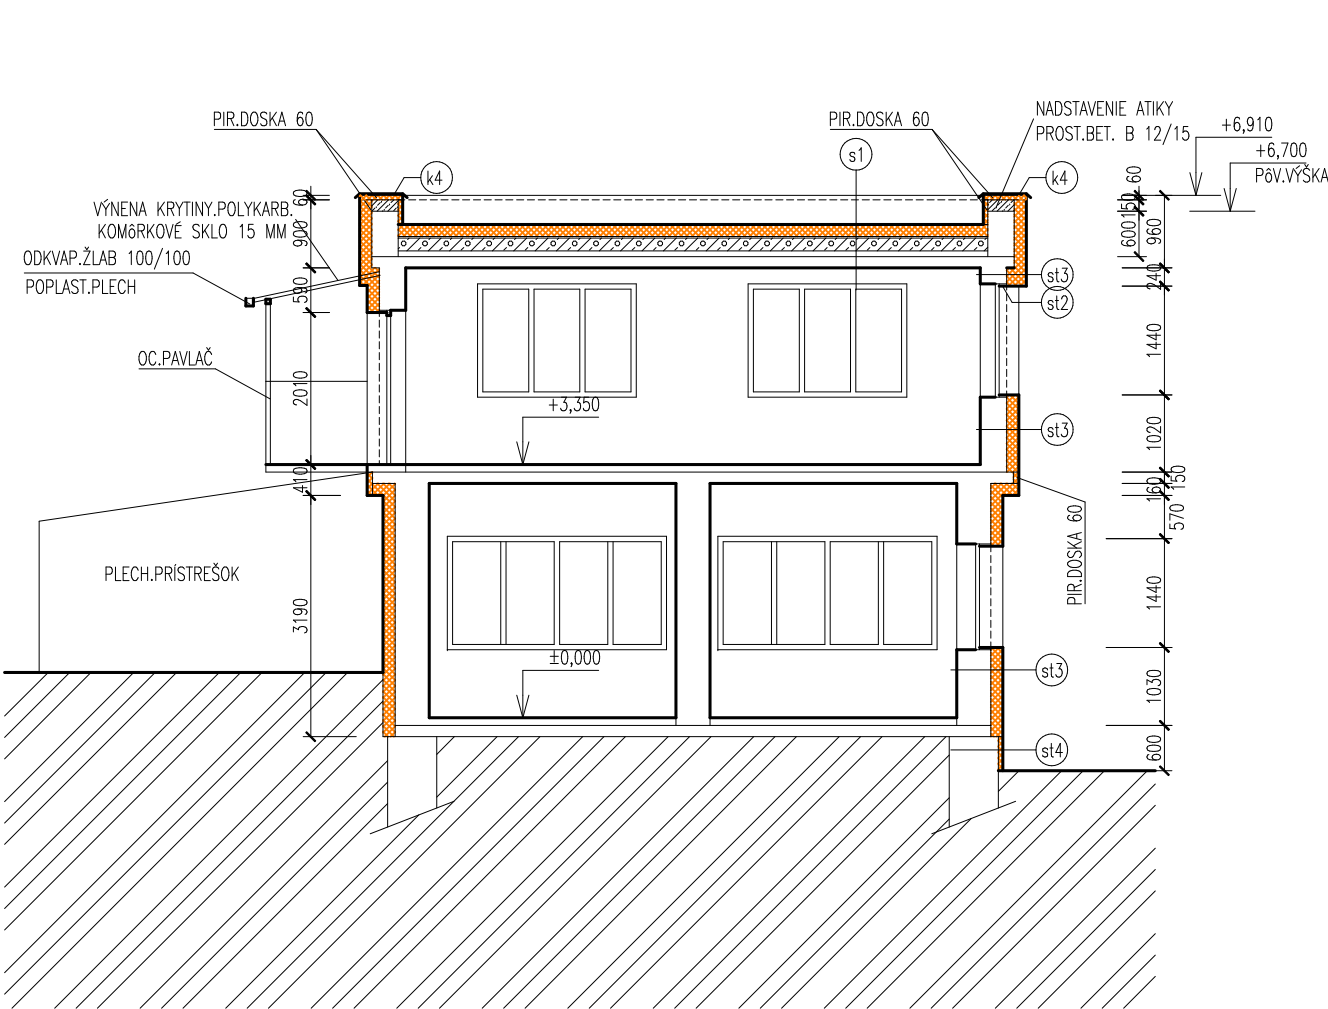 PIR.DOSKA 60
PIR.DOSKA 60
NADSTAVENIE ATIKY
PROST.BET. B 12/15
+6,910
+6,700
PôV.VÝŠKA
s1
k4
k4
VÝNENA KRYTINY.POLYKARB.
KOMôRKOVÉ SKLO 15 MM
ODKVAP.ŽLAB 100/100
POPLAST.PLECH
OC.PAVLAČ
PLECH.PRÍSTREŠOK
60
900
590
2010
410
3190
+3,350
±0,000
st3
st2
st3
st3
st4
PIR.DOSKA 60
60
150
600
960
240
1440
1020
150
160
570
1440
1030
600